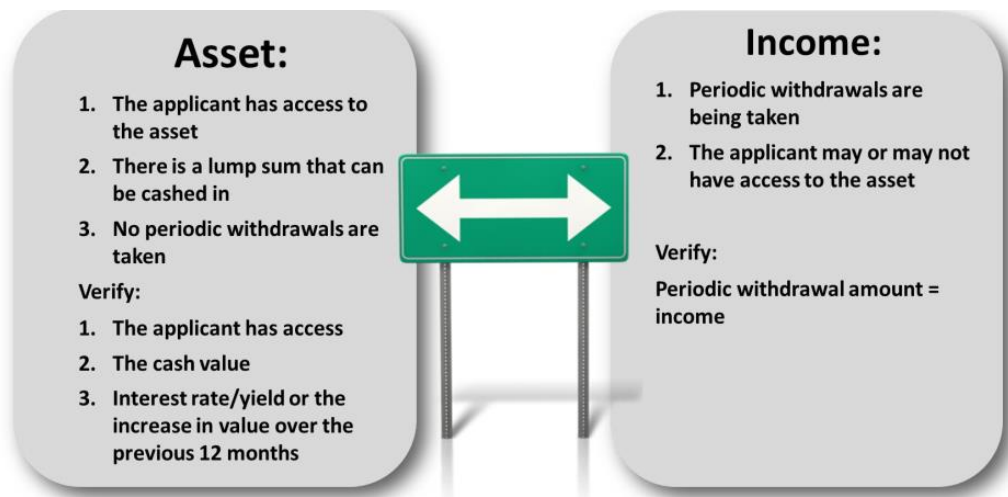 Asset:
1. The applicant has access to
the asset
2. There is a lump sum that can
be cashed in
3. No periodic withdrawals are
taken
Verify:
1. The applicant has access
2. The cash value
3. Interest rate/yield or the
increase in value over the
previous 12 months
Income:
1. Periodic withdrawals are
being taken
2. The applicant may or may not
have access to the asset
Verify:
Periodic withdrawal amount =
income